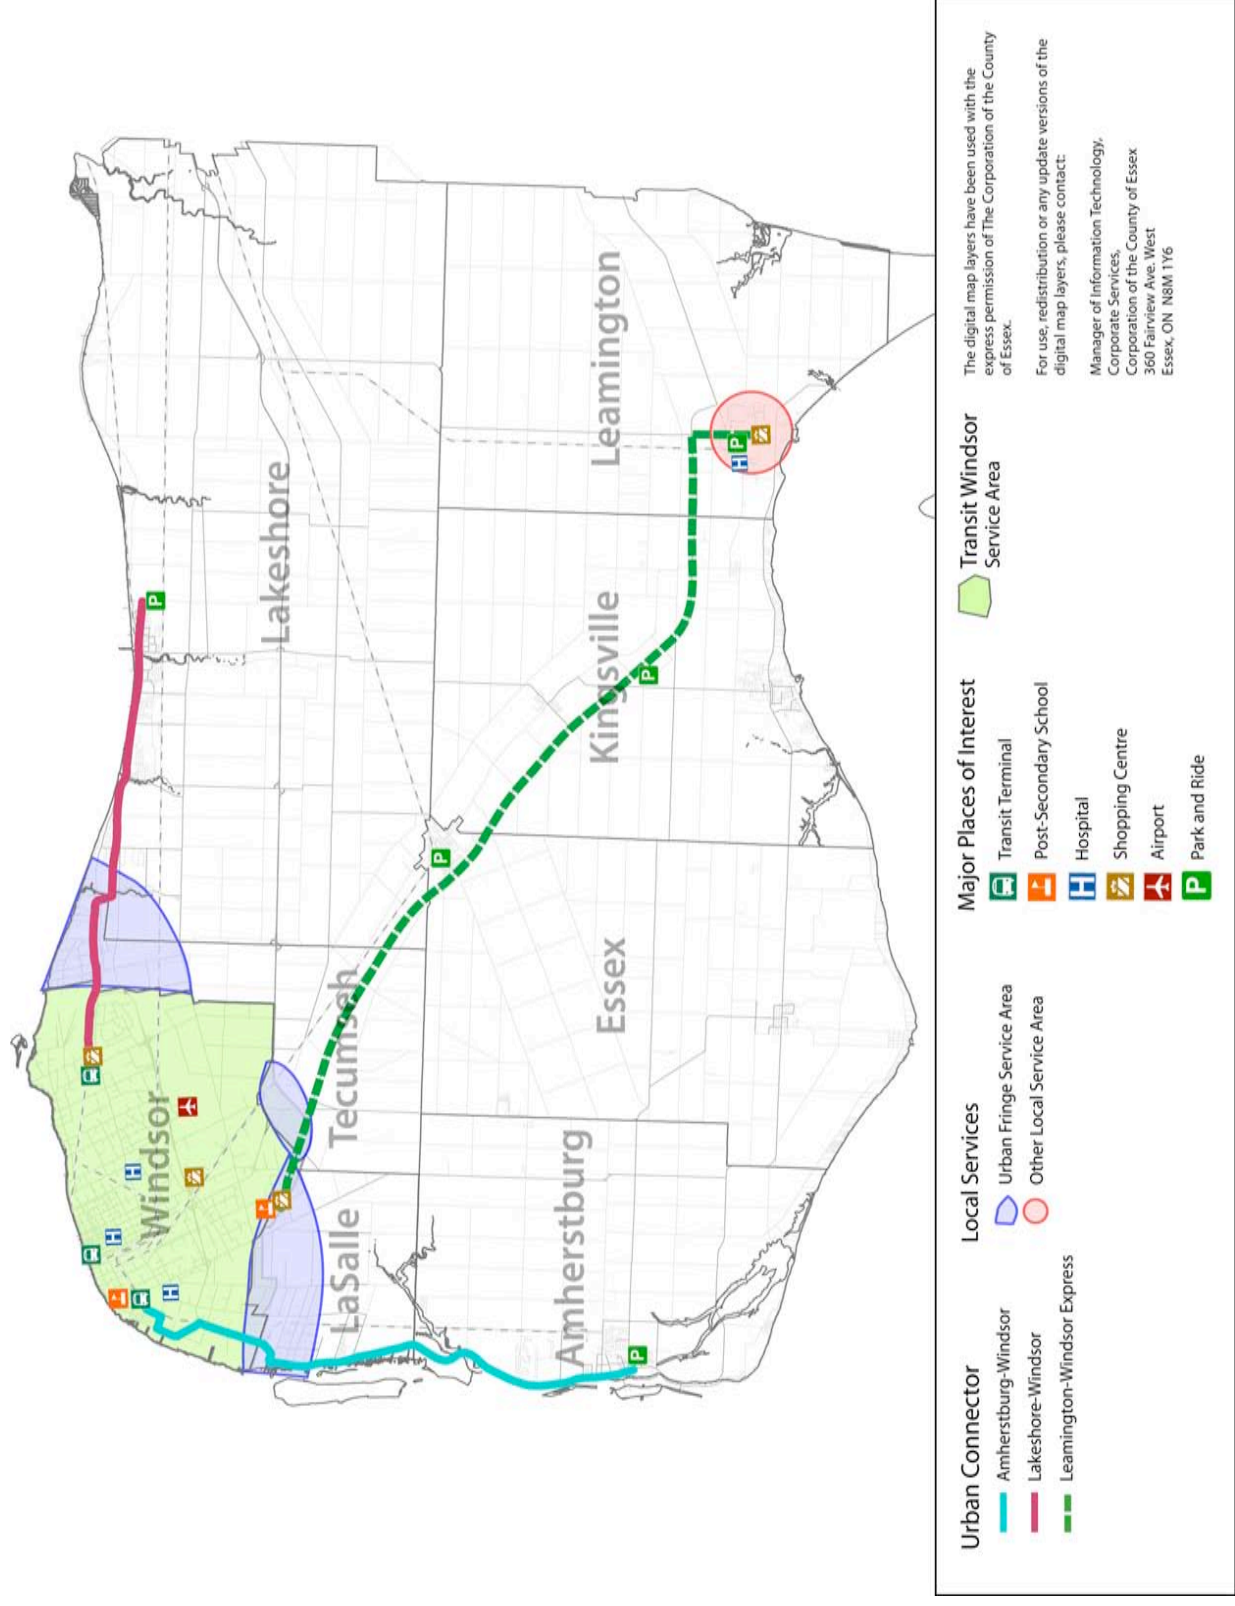 Windsor
Lakeshore
LaSalle
Tecumseh
Amherstburg
Essex
Kingsville
Leamington
H
H
H
H
P
P
P
P
P
Urban Connector
Amherstburg-Windsor
Lakeshore-Windsor
Leamington-Windsor Express
Local Services
Urban Fringe Service Area
Other Local Service Area
Major Places of Interest
Transit Terminal
Post-Secondary School
H Hospital
Shopping Centre
Airport
P Park and Ride
Transit Windsor
Service Area
The digital map layers have been used with the
express permission of The Corporation of the County
of Essex.
For use, redistribution or any update versions of the
digital map layers, please contact:
Manager of Information Technology,
Corporate Services,
Corporation of the County of Essex
360 Fairview Ave. West
Essex, ON N8M 1Y6